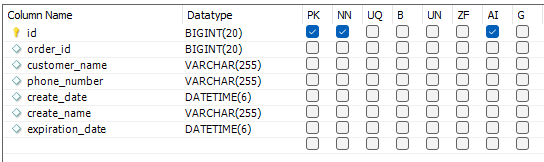 Column Name Datatype PK NN UQ B UN ZF AI G
id BIGINT(20)
order_id BIGINT(20)
customer_name VARCHAR(255)
phone_number VARCHAR(255)
create_date DATETIME(6)
create_name VARCHAR(255)
expiration_date DATETIME(6)